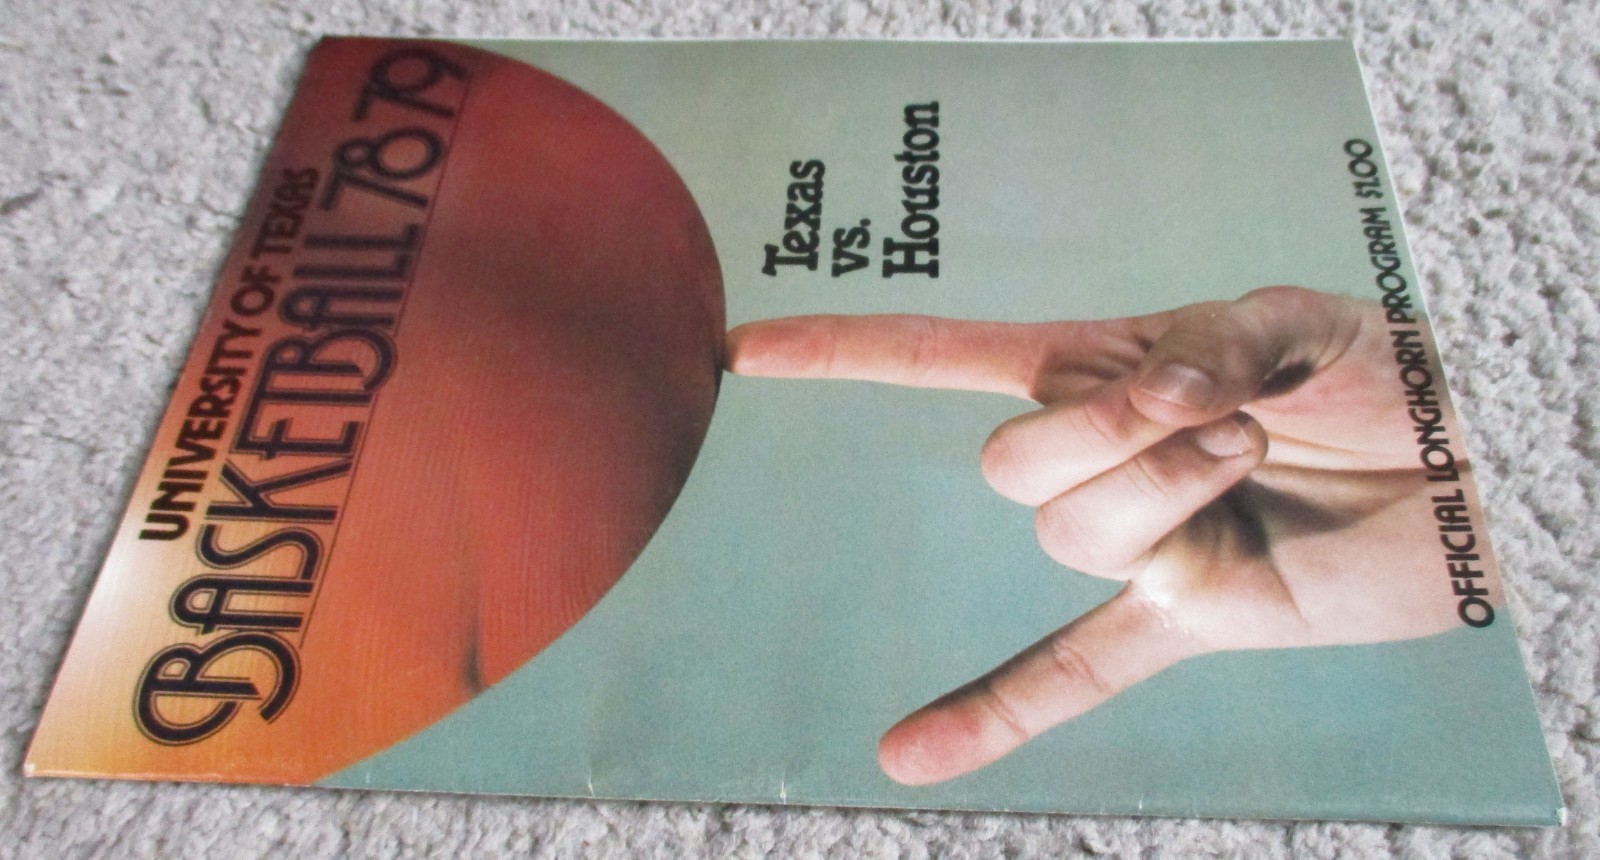 UNIVERSITY OF TEXAS
BASKETBALL 78 79
Texas
vs.
Houston
OFFICIAL LONGHORN PROGRAM $1.00